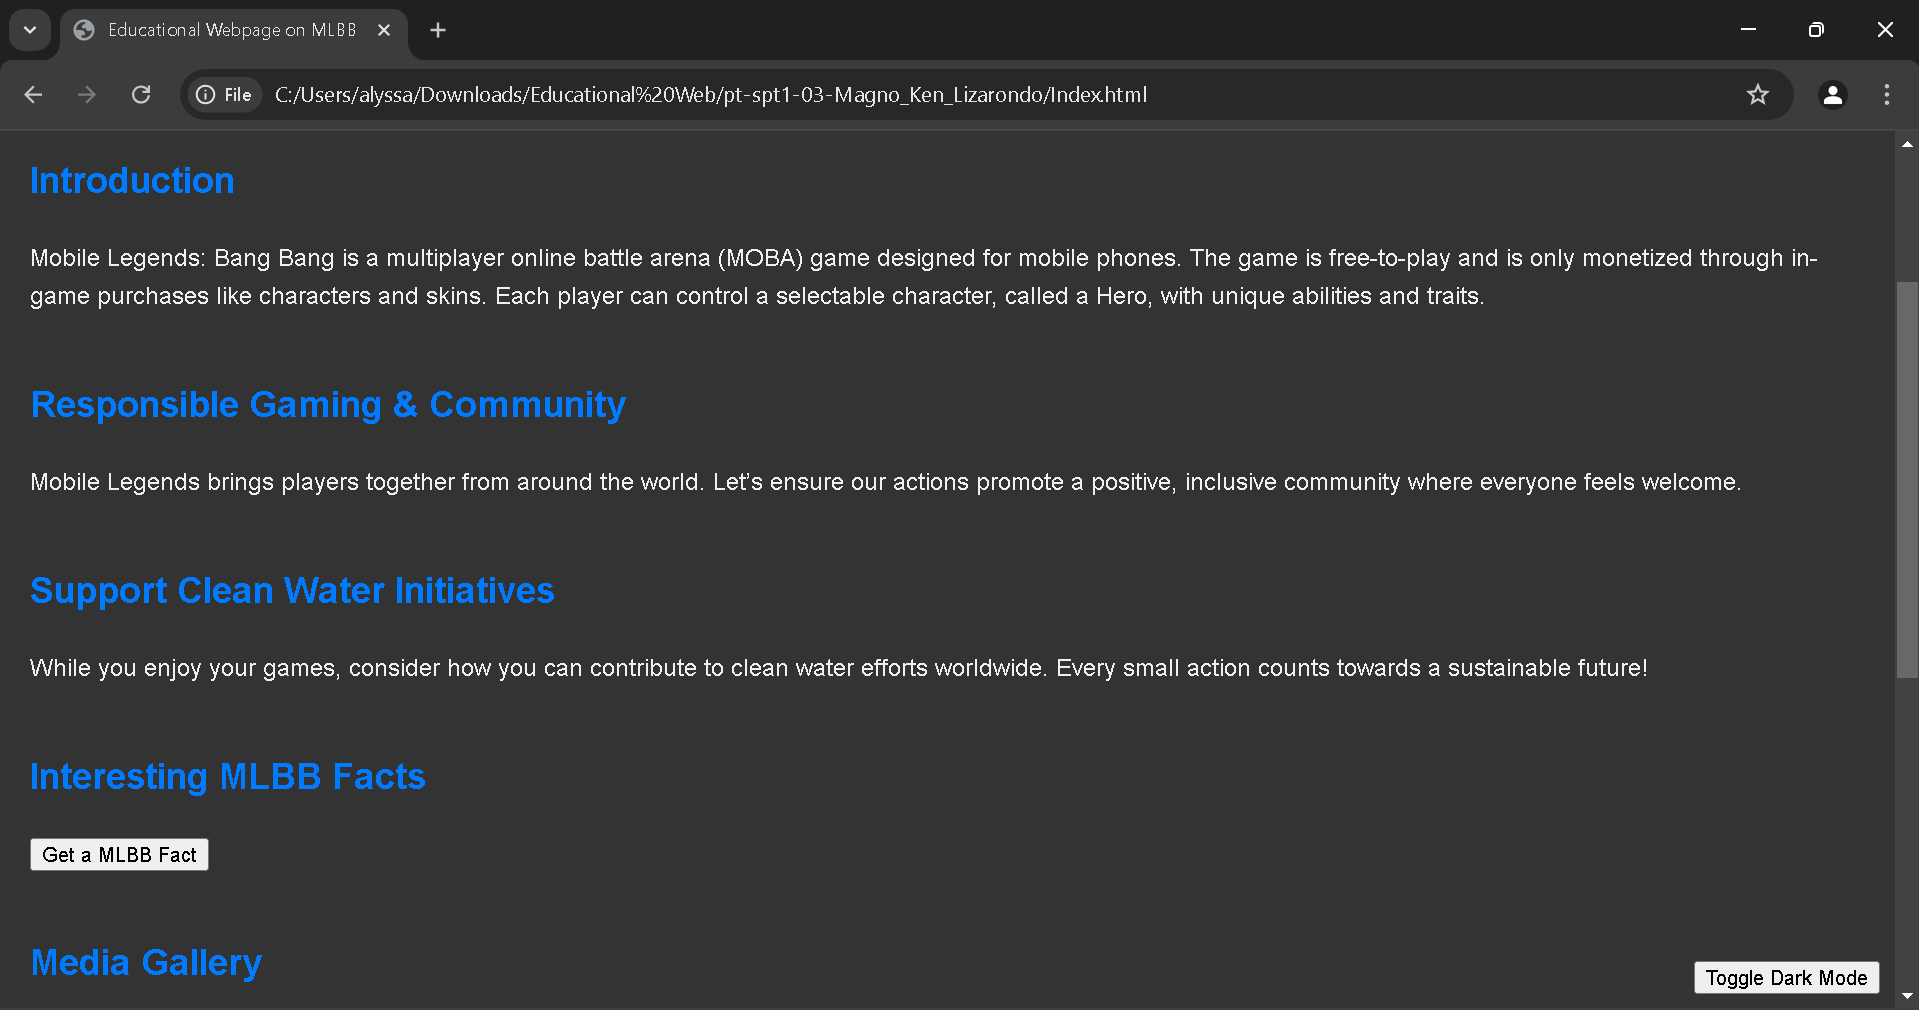 Educational Webpage on MLBB
File
C:/Users/alyssa/Downloads/Educational%20Web/pt-spt1-03-Magno_Ken_Lizarondo/Index.html
Introduction
Mobile Legends: Bang Bang is a multiplayer online battle arena (MOBA) game designed for mobile phones. The game is free-to-play and is only monetized through in-
game purchases like characters and skins. Each player can control a selectable character, called a Hero, with unique abilities and traits.
Responsible Gaming & Community
Mobile Legends brings players together from around the world. Let’s ensure our actions promote a positive, inclusive community where everyone feels welcome.
Support Clean Water Initiatives
While you enjoy your games, consider how you can contribute to clean water efforts worldwide. Every small action counts towards a sustainable future!
Interesting MLBB Facts
Get a MLBB Fact
Media Gallery
Toggle Dark Mode